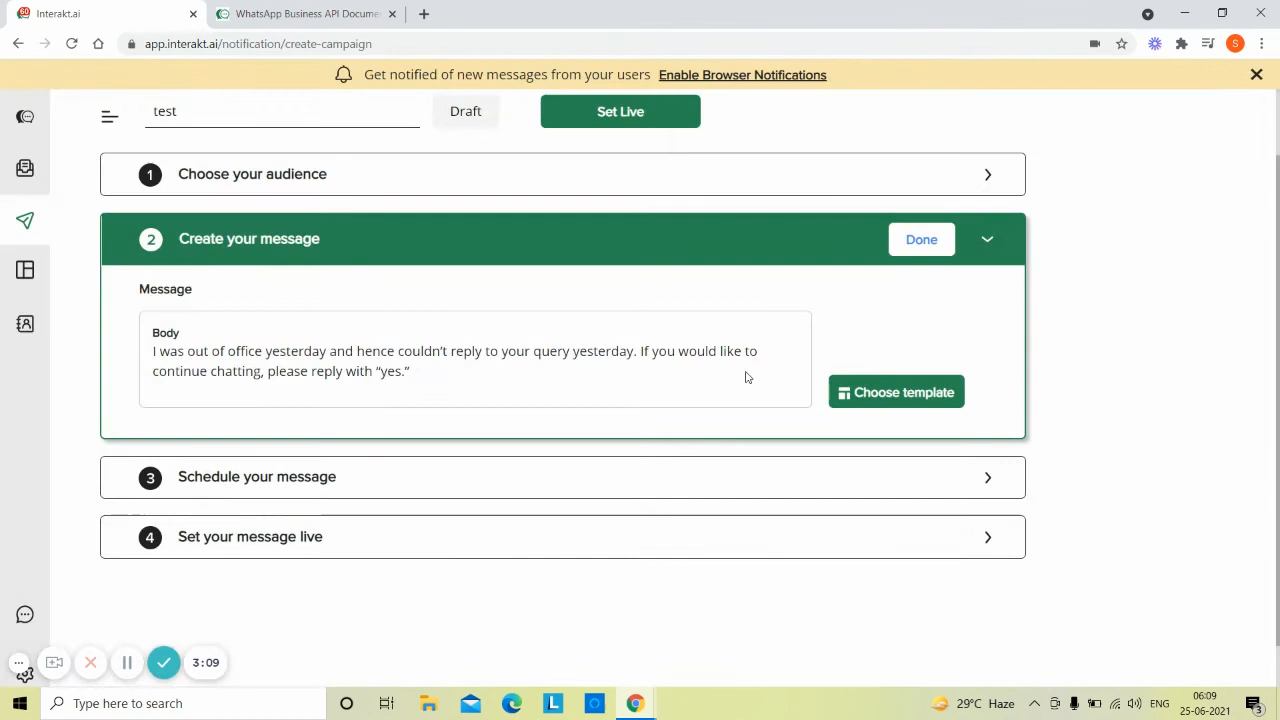 60
Interakt.ai
WhatsApp Business API Docume
app.interakt.ai/notification/create-campaign
S
Get notified of new messages from your users Enable Browser Notifications
test
Draft
Set Live
1
Choose your audience
2
Create your message
Done
Message
Body
I was out of office yesterday and hence couldn’t reply to your query yesterday. If you would like to
continue chatting, please reply with “yes.”
Choose template
3
Schedule your message
4
Set your message live
3:09
Type here to search
L
29°C Haze
ENG
06:09
25-06-2021
3